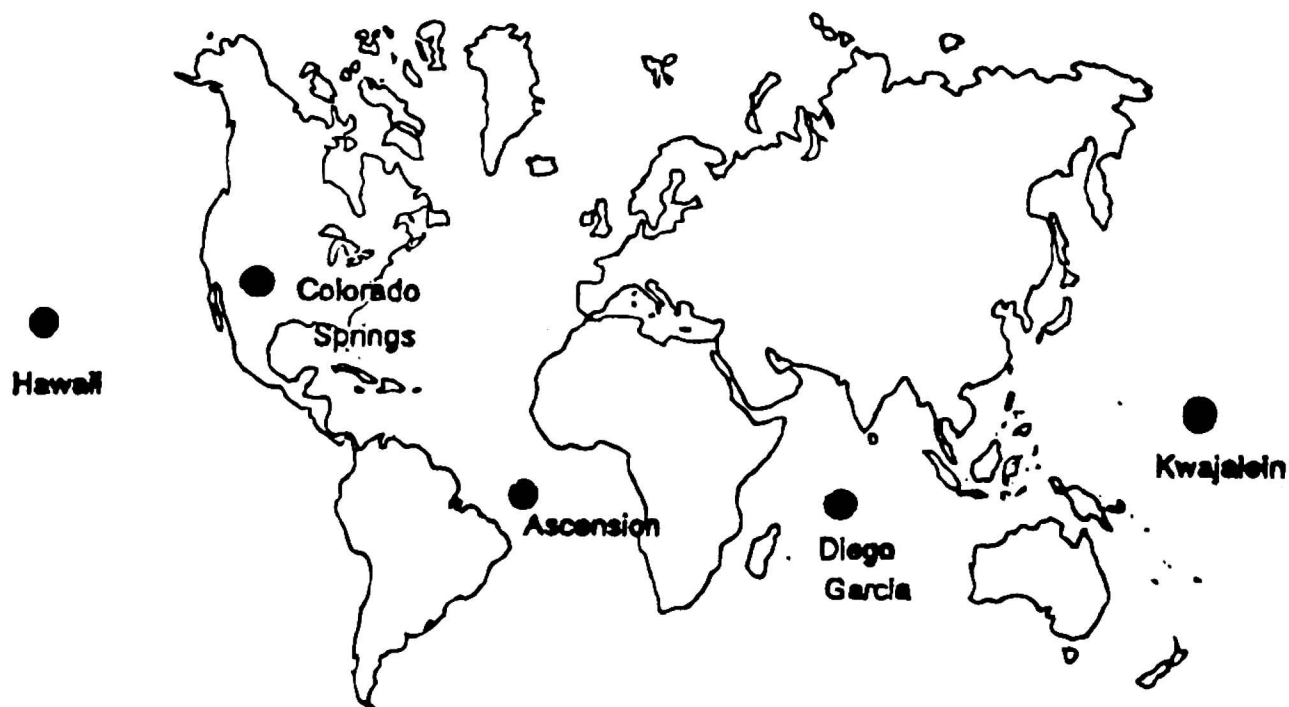 Colorado
Springs
Hawaii
Kwajalein
Ascension
Diego
Garcia